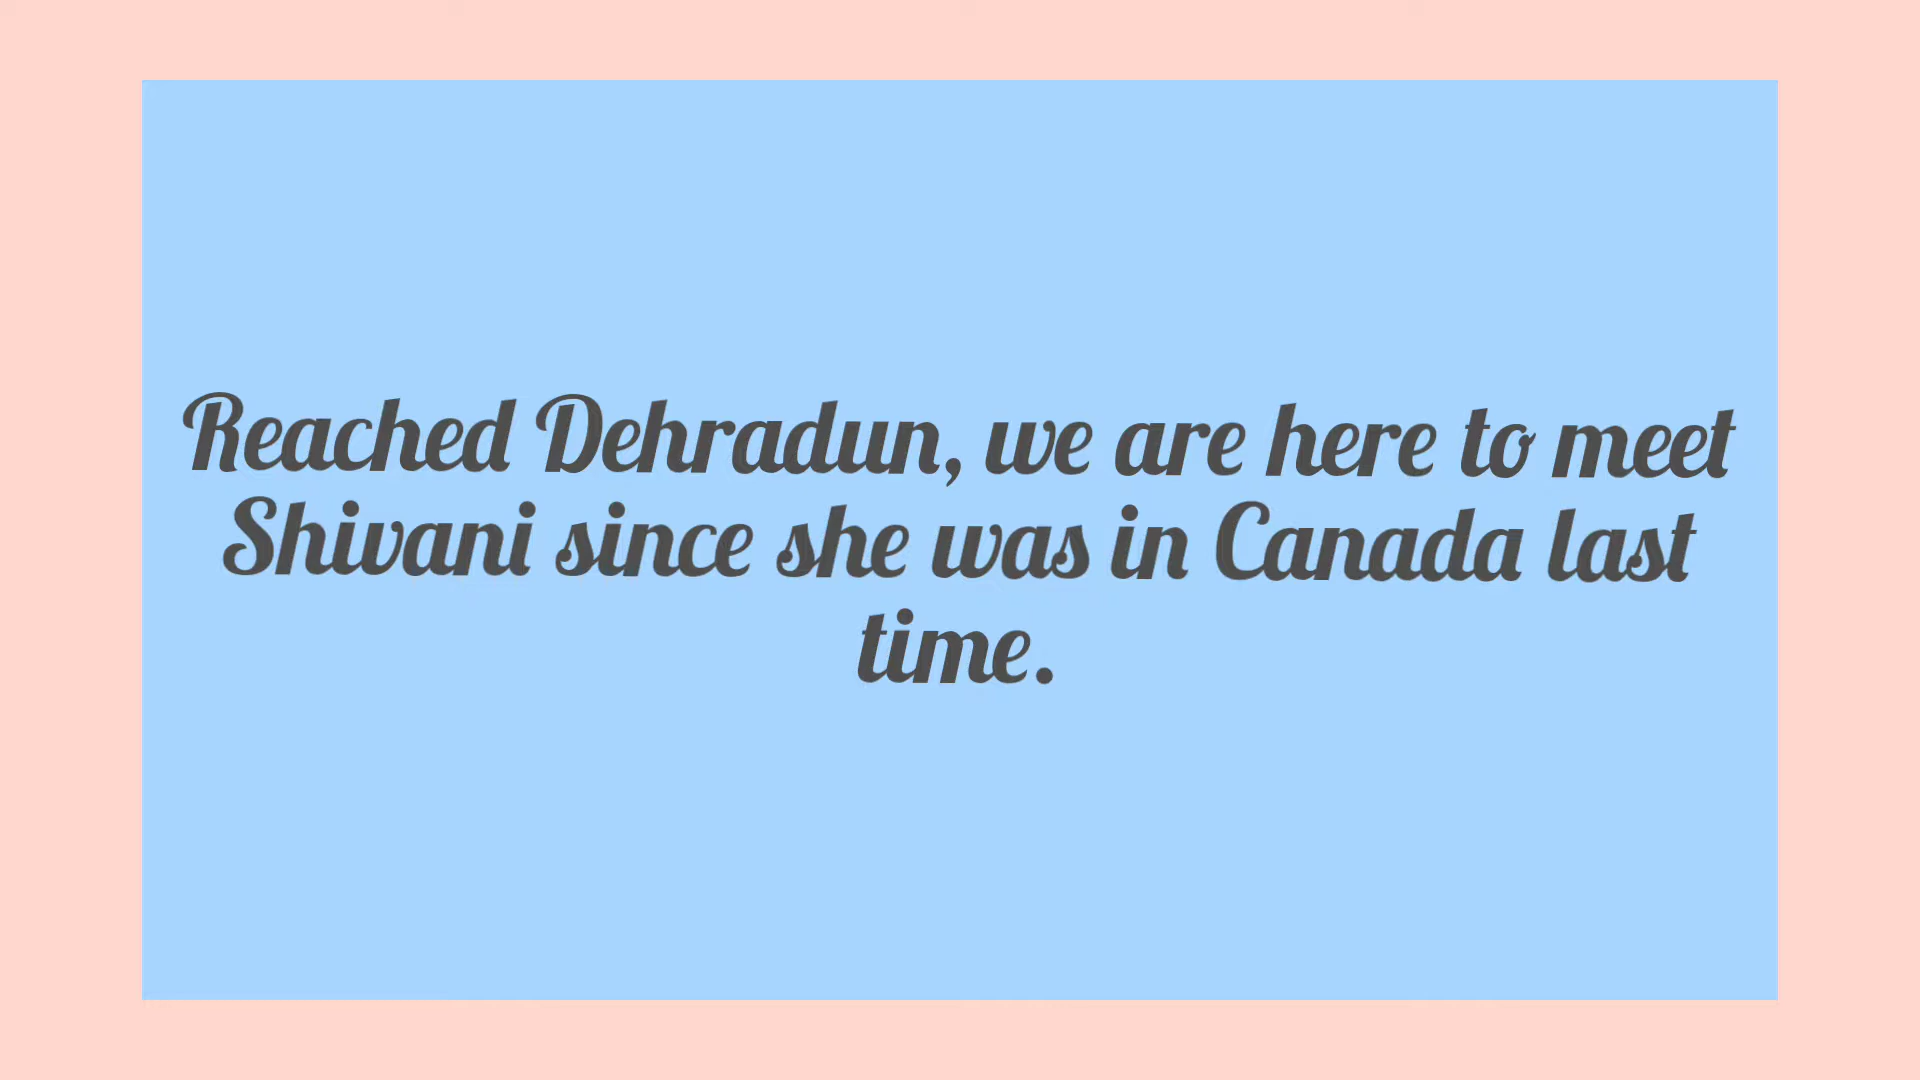 Reached Dehradun, we are here to meet
Shivani since she was in Canada last
time.